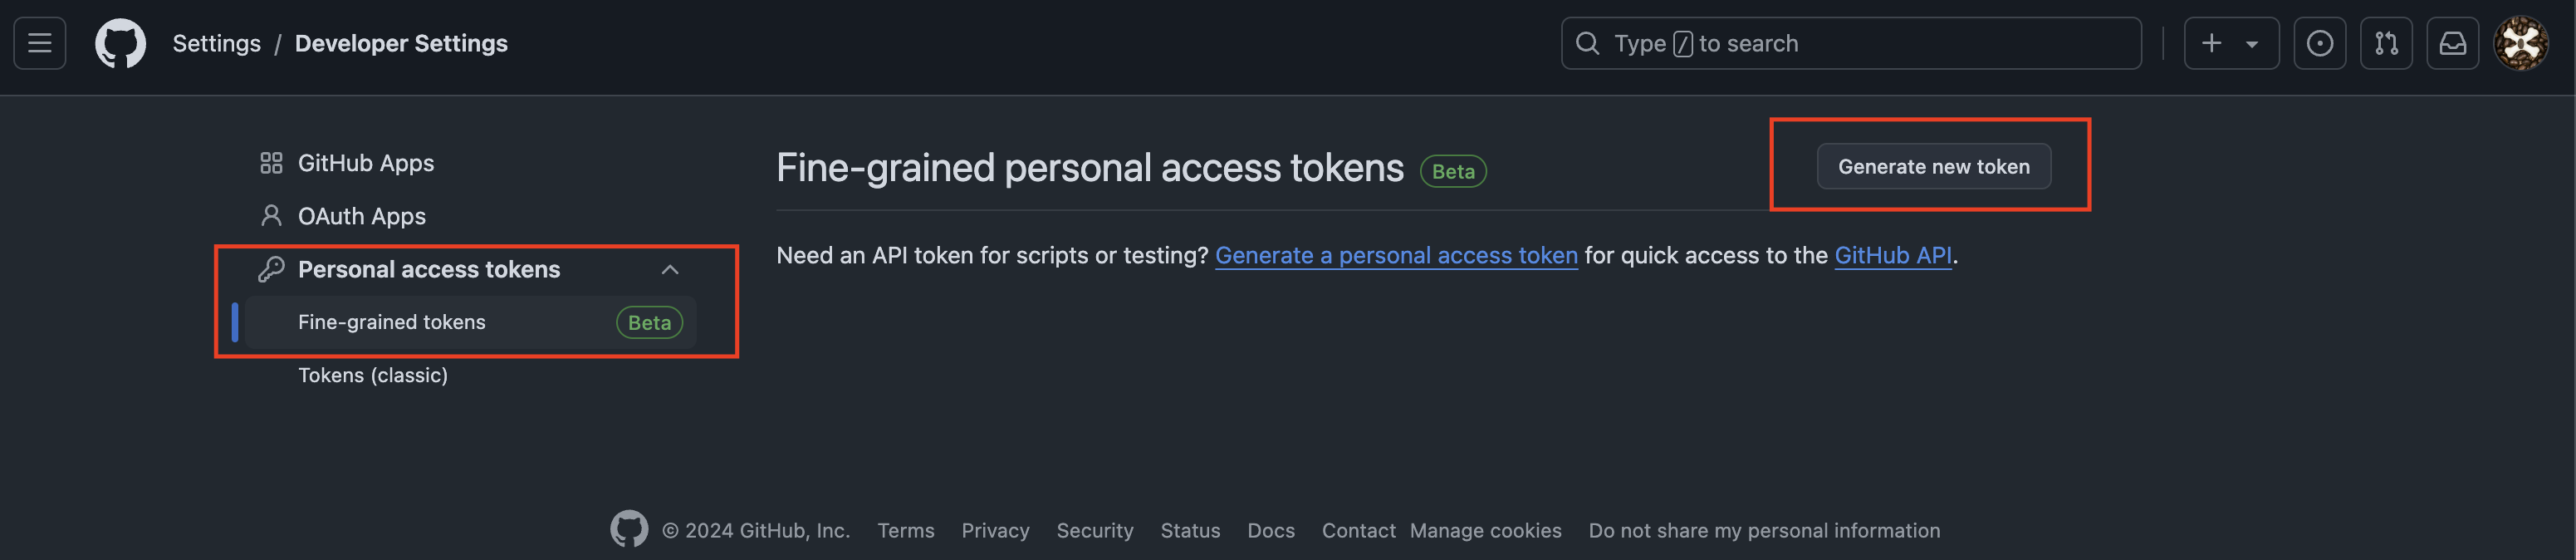 Settings / Developer Settings
Type / to search
GitHub Apps
OAuth Apps
Personal access tokens
Fine-grained tokens Beta
Tokens (classic)
Fine-grained personal access tokens Beta
Generate new token
Need an API token for scripts or testing? Generate a personal access token for quick access to the GitHub API.
© 2024 GitHub, Inc. Terms Privacy Security Status Docs Contact Manage cookies Do not share my personal information